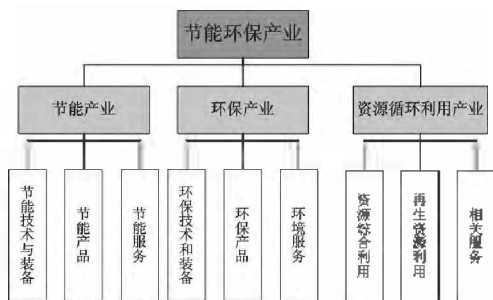 节能环保产业
节能产业
环保产业
资源循环利用产业
节能技术与装备
节能产品
节能服务
环保技术和装备
环保产品
环境服务
资源综合利用
再生资源利用
相关服务